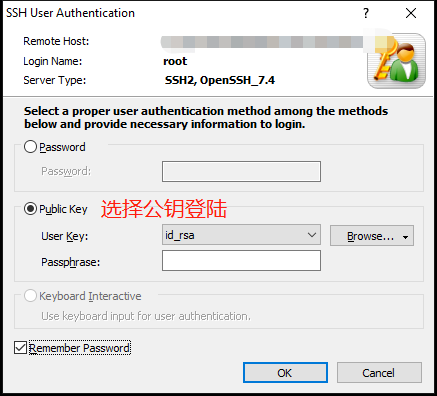 SSH User Authentication
Remote Host:
Login Name: root
Server Type: SSH2, OpenSSH_7.4
Select a proper user authentication method among the methods
below and provide necessary information to login.
Password
Password:
Public Key 选择公钥登陆
User Key: id_rsa Browse...
Passphrase:
Keyboard Interactive
Use keyboard input for user authentication.
Remember Password
OK Cancel